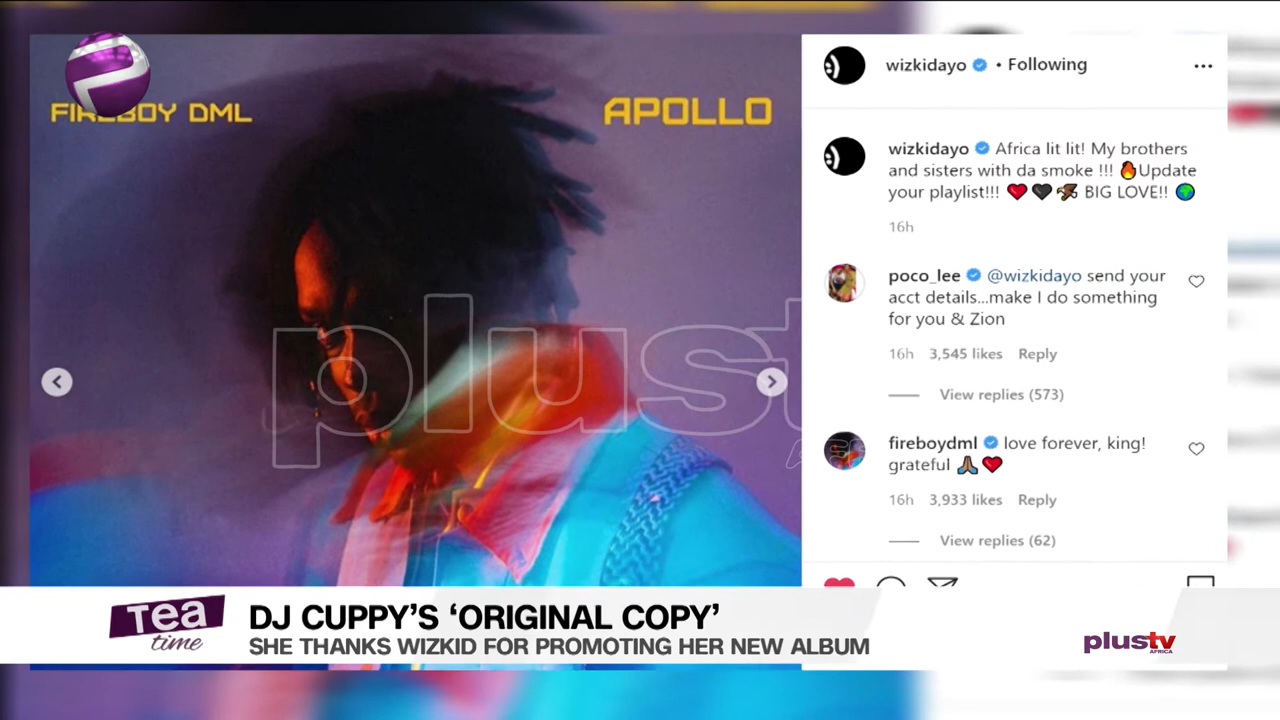 FIREBOY DML
APOLLO
wizkidayo • Following
wizkidayo Africa lit lit! My brothers
and sisters with da smoke !!! 🔥Update
your playlist!!! ❤️🖤🦅 BIG LOVE!! 🌍
16h
poco_lee @wizkidayo send your
acct details...make I do something
for you & Zion
16h 3,545 likes Reply
View replies (573)
fireboydml love forever, king!
grateful 🙏🏽❤️
16h 3,933 likes Reply
View replies (62)
plust
Tea
time
DJ CUPPY'S ‘ORIGINAL COPY’
SHE THANKS WIZKID FOR PROMOTING HER NEW ALBUM
plustv
AFRICA